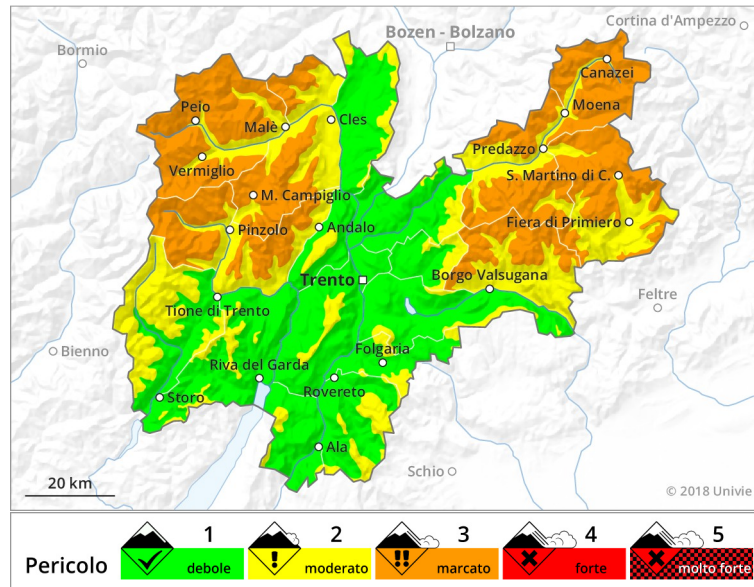 Cortina d'Ampezzo
Bozen - Bolzano
Bormio
Canazei
Peio
Moena
Malè
Cles
Predazzo
Vermiglio
S. Martino di C.
M. Campiglio
Fiera di Primiero
Pinzolo
Andalo
Trento
Borgo Valsugana
Feltre
Tione di Trento
Bienno
Folgaria
Riva del Garda
Rovereto
Storo
Ala
Schio
20 km
© 2018 Univie
1 2 3 4 5
Pericolo debole moderato marcato forte molto forte